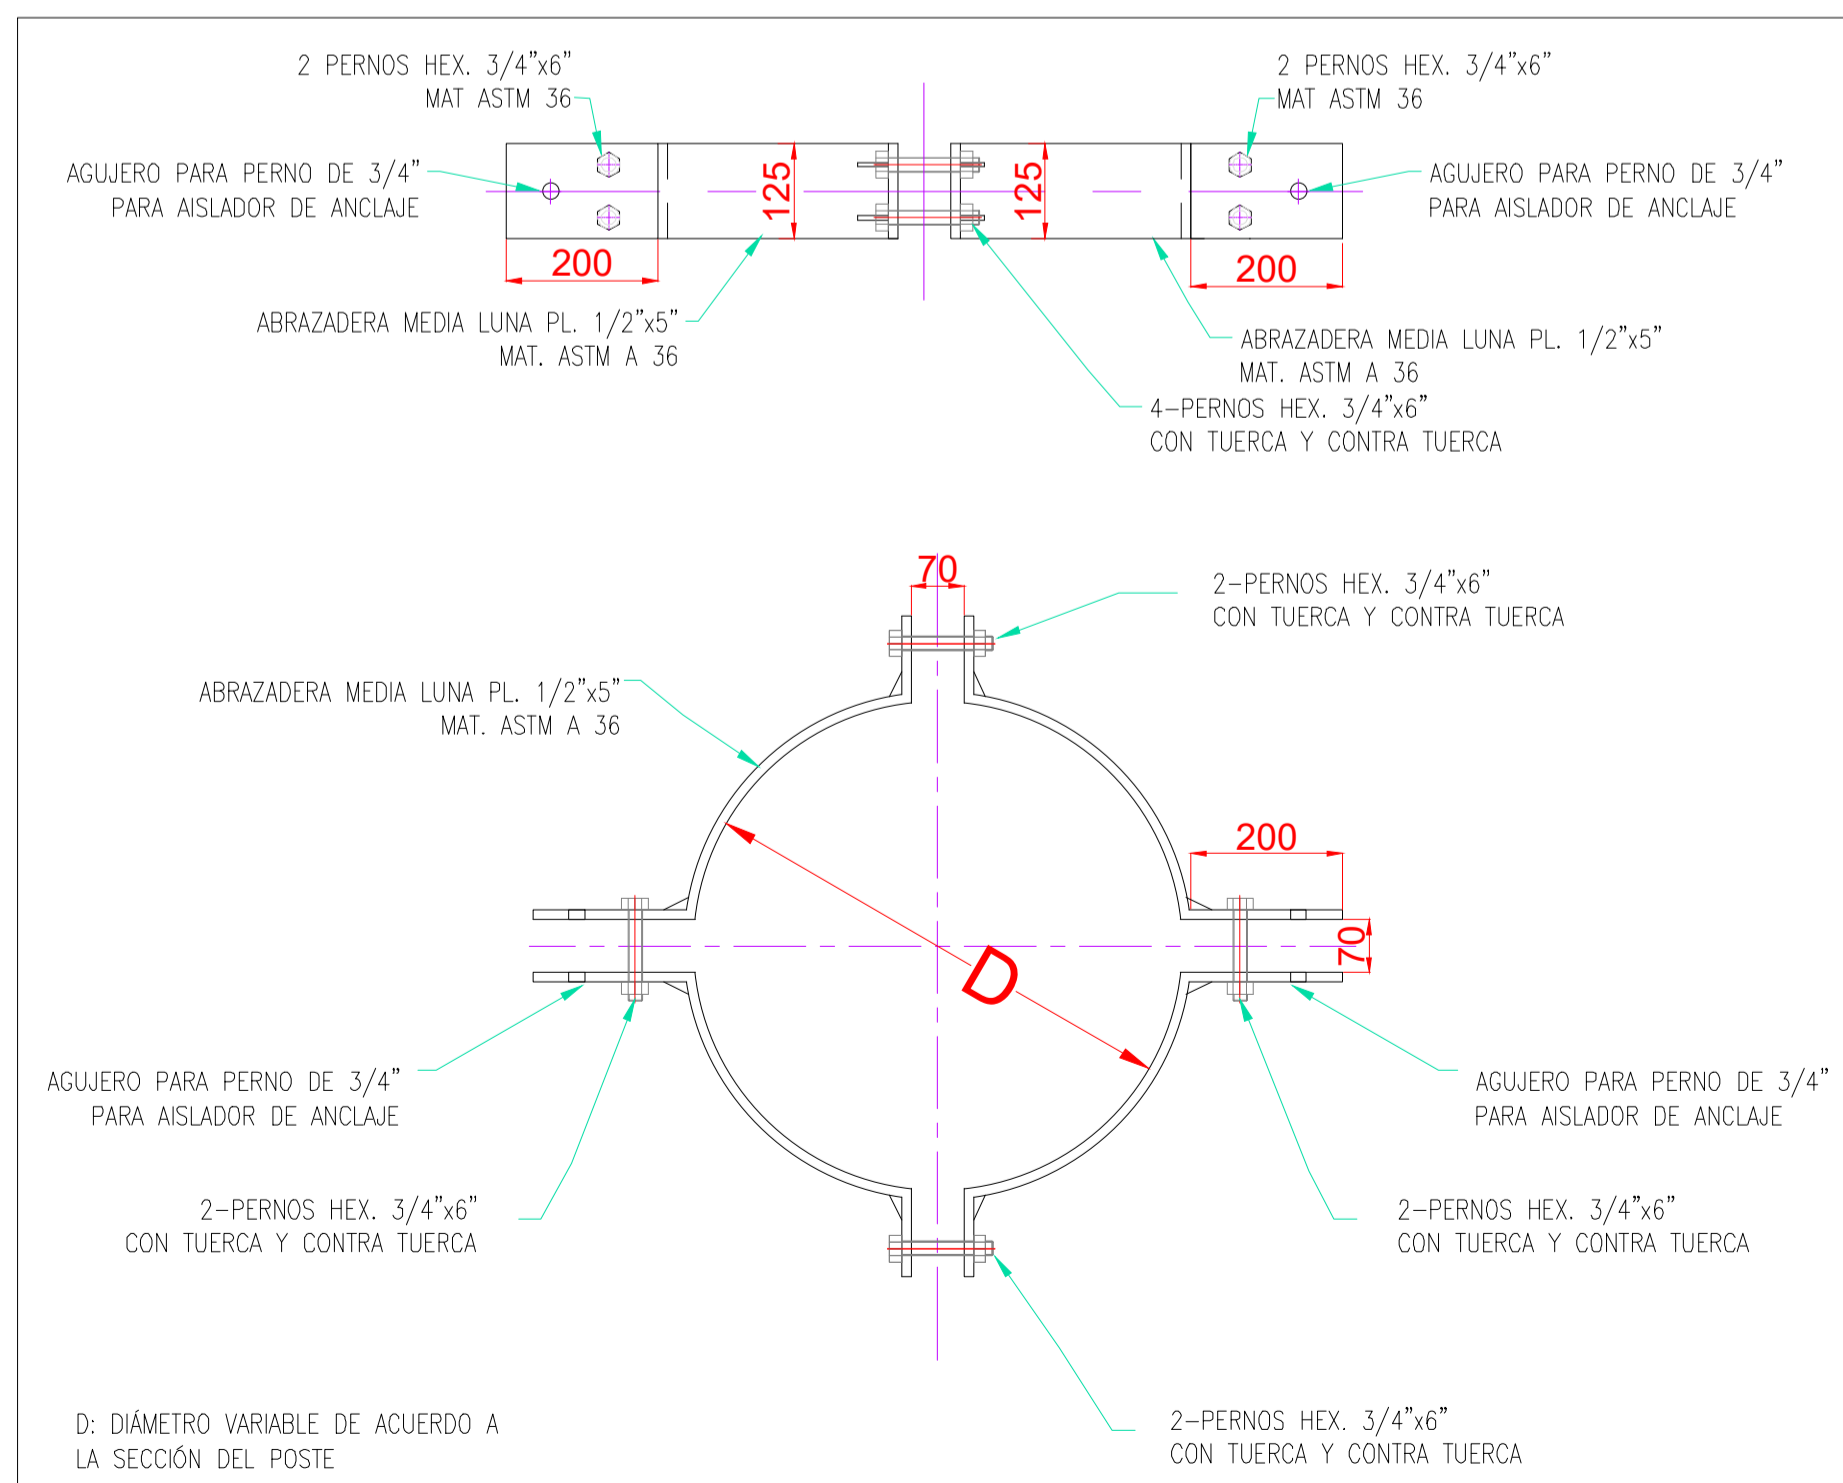 2 PERNOS HEX. 3/4”x6”
MAT ASTM 36
2 PERNOS HEX. 3/4”x6”
MAT ASTM 36
AGUJERO PARA PERNO DE 3/4”
PARA AISLADOR DE ANCLAJE
125
125
AGUJERO PARA PERNO DE 3/4”
PARA AISLADOR DE ANCLAJE
200
200
ABRAZADERA MEDIA LUNA PL. 1/2”x5”
MAT. ASTM A 36
ABRAZADERA MEDIA LUNA PL. 1/2”x5”
MAT. ASTM A 36
4-PERNOS HEX. 3/4”x6”
CON TUERCA Y CONTRA TUERCA
70
2-PERNOS HEX. 3/4”x6”
CON TUERCA Y CONTRA TUERCA
ABRAZADERA MEDIA LUNA PL. 1/2”x5”
MAT. ASTM A 36
200
70
D
AGUJERO PARA PERNO DE 3/4”
PARA AISLADOR DE ANCLAJE
AGUJERO PARA PERNO DE 3/4”
PARA AISLADOR DE ANCLAJE
2-PERNOS HEX. 3/4”x6”
CON TUERCA Y CONTRA TUERCA
2-PERNOS HEX. 3/4”x6”
CON TUERCA Y CONTRA TUERCA
D: DIÁMETRO VARIABLE DE ACUERDO A
LA SECCIÓN DEL POSTE
2-PERNOS HEX. 3/4”x6”
CON TUERCA Y CONTRA TUERCA